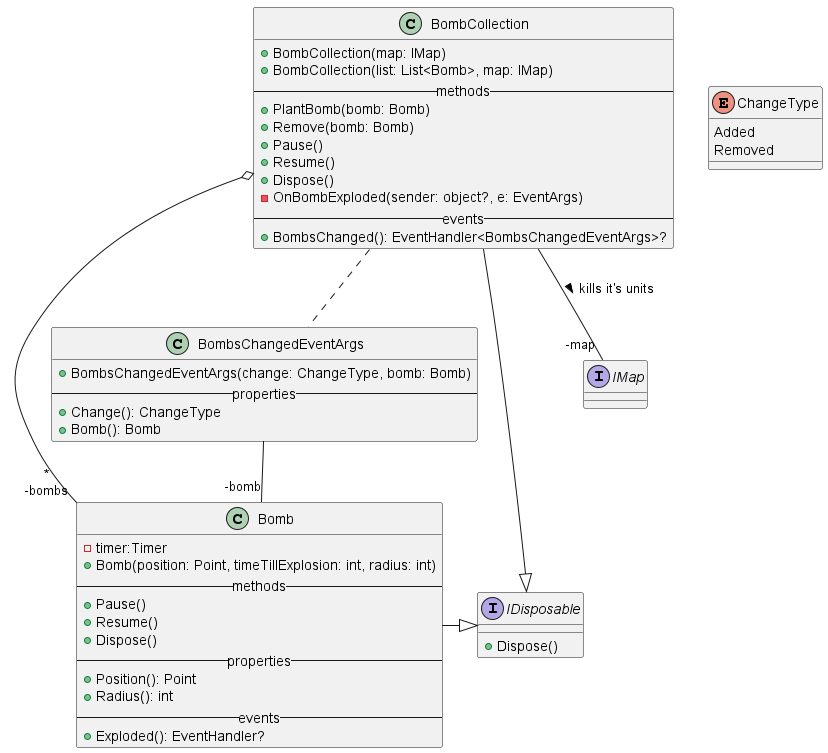 C BombCollection
BombCollection(map: IMap)
BombCollection(list: List<Bomb>, map: IMap)
methods
PlantBomb(bomb: Bomb)
Remove(bomb: Bomb)
Pause()
Resume()
Dispose()
OnBombExploded(sender: object?, e: EventArgs)
events
BombsChanged(): EventHandler<BombsChangedEventArgs>?
E ChangeType
Added
Removed
kills it's units
-map
C BombsChangedEventArgs
BombsChangedEventArgs(change: ChangeType, bomb: Bomb)
properties
Change(): ChangeType
Bomb(): Bomb
I IMap
*
-bombs
-bomb
C Bomb
timer:Timer
Bomb(position: Point, timeTillExplosion: int, radius: int)
methods
Pause()
Resume()
Dispose()
properties
Position(): Point
Radius(): int
events
Exploded(): EventHandler?
I IDisposable
Dispose()